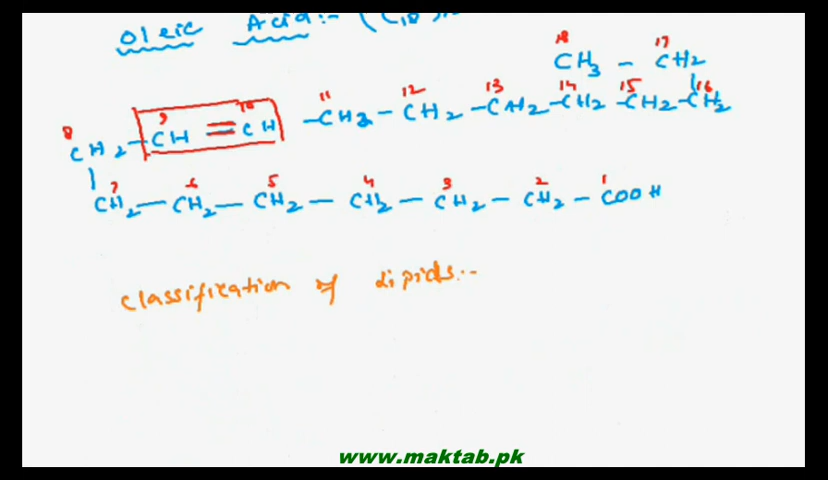 Oleic Acid:- (C18
18 17
CH3 - CH2
11 12 13 14 15 16
8 9 10
CH2 - CH = CH - CH2 - CH2 - CH2 - CH2 - CH2 - CH2
7 6 5 4 3 2 1
CH2 - CH2 - CH2 - CH2 - CH2 - CH2 - COOH
classification of Lipids:-
www.maktab.pk